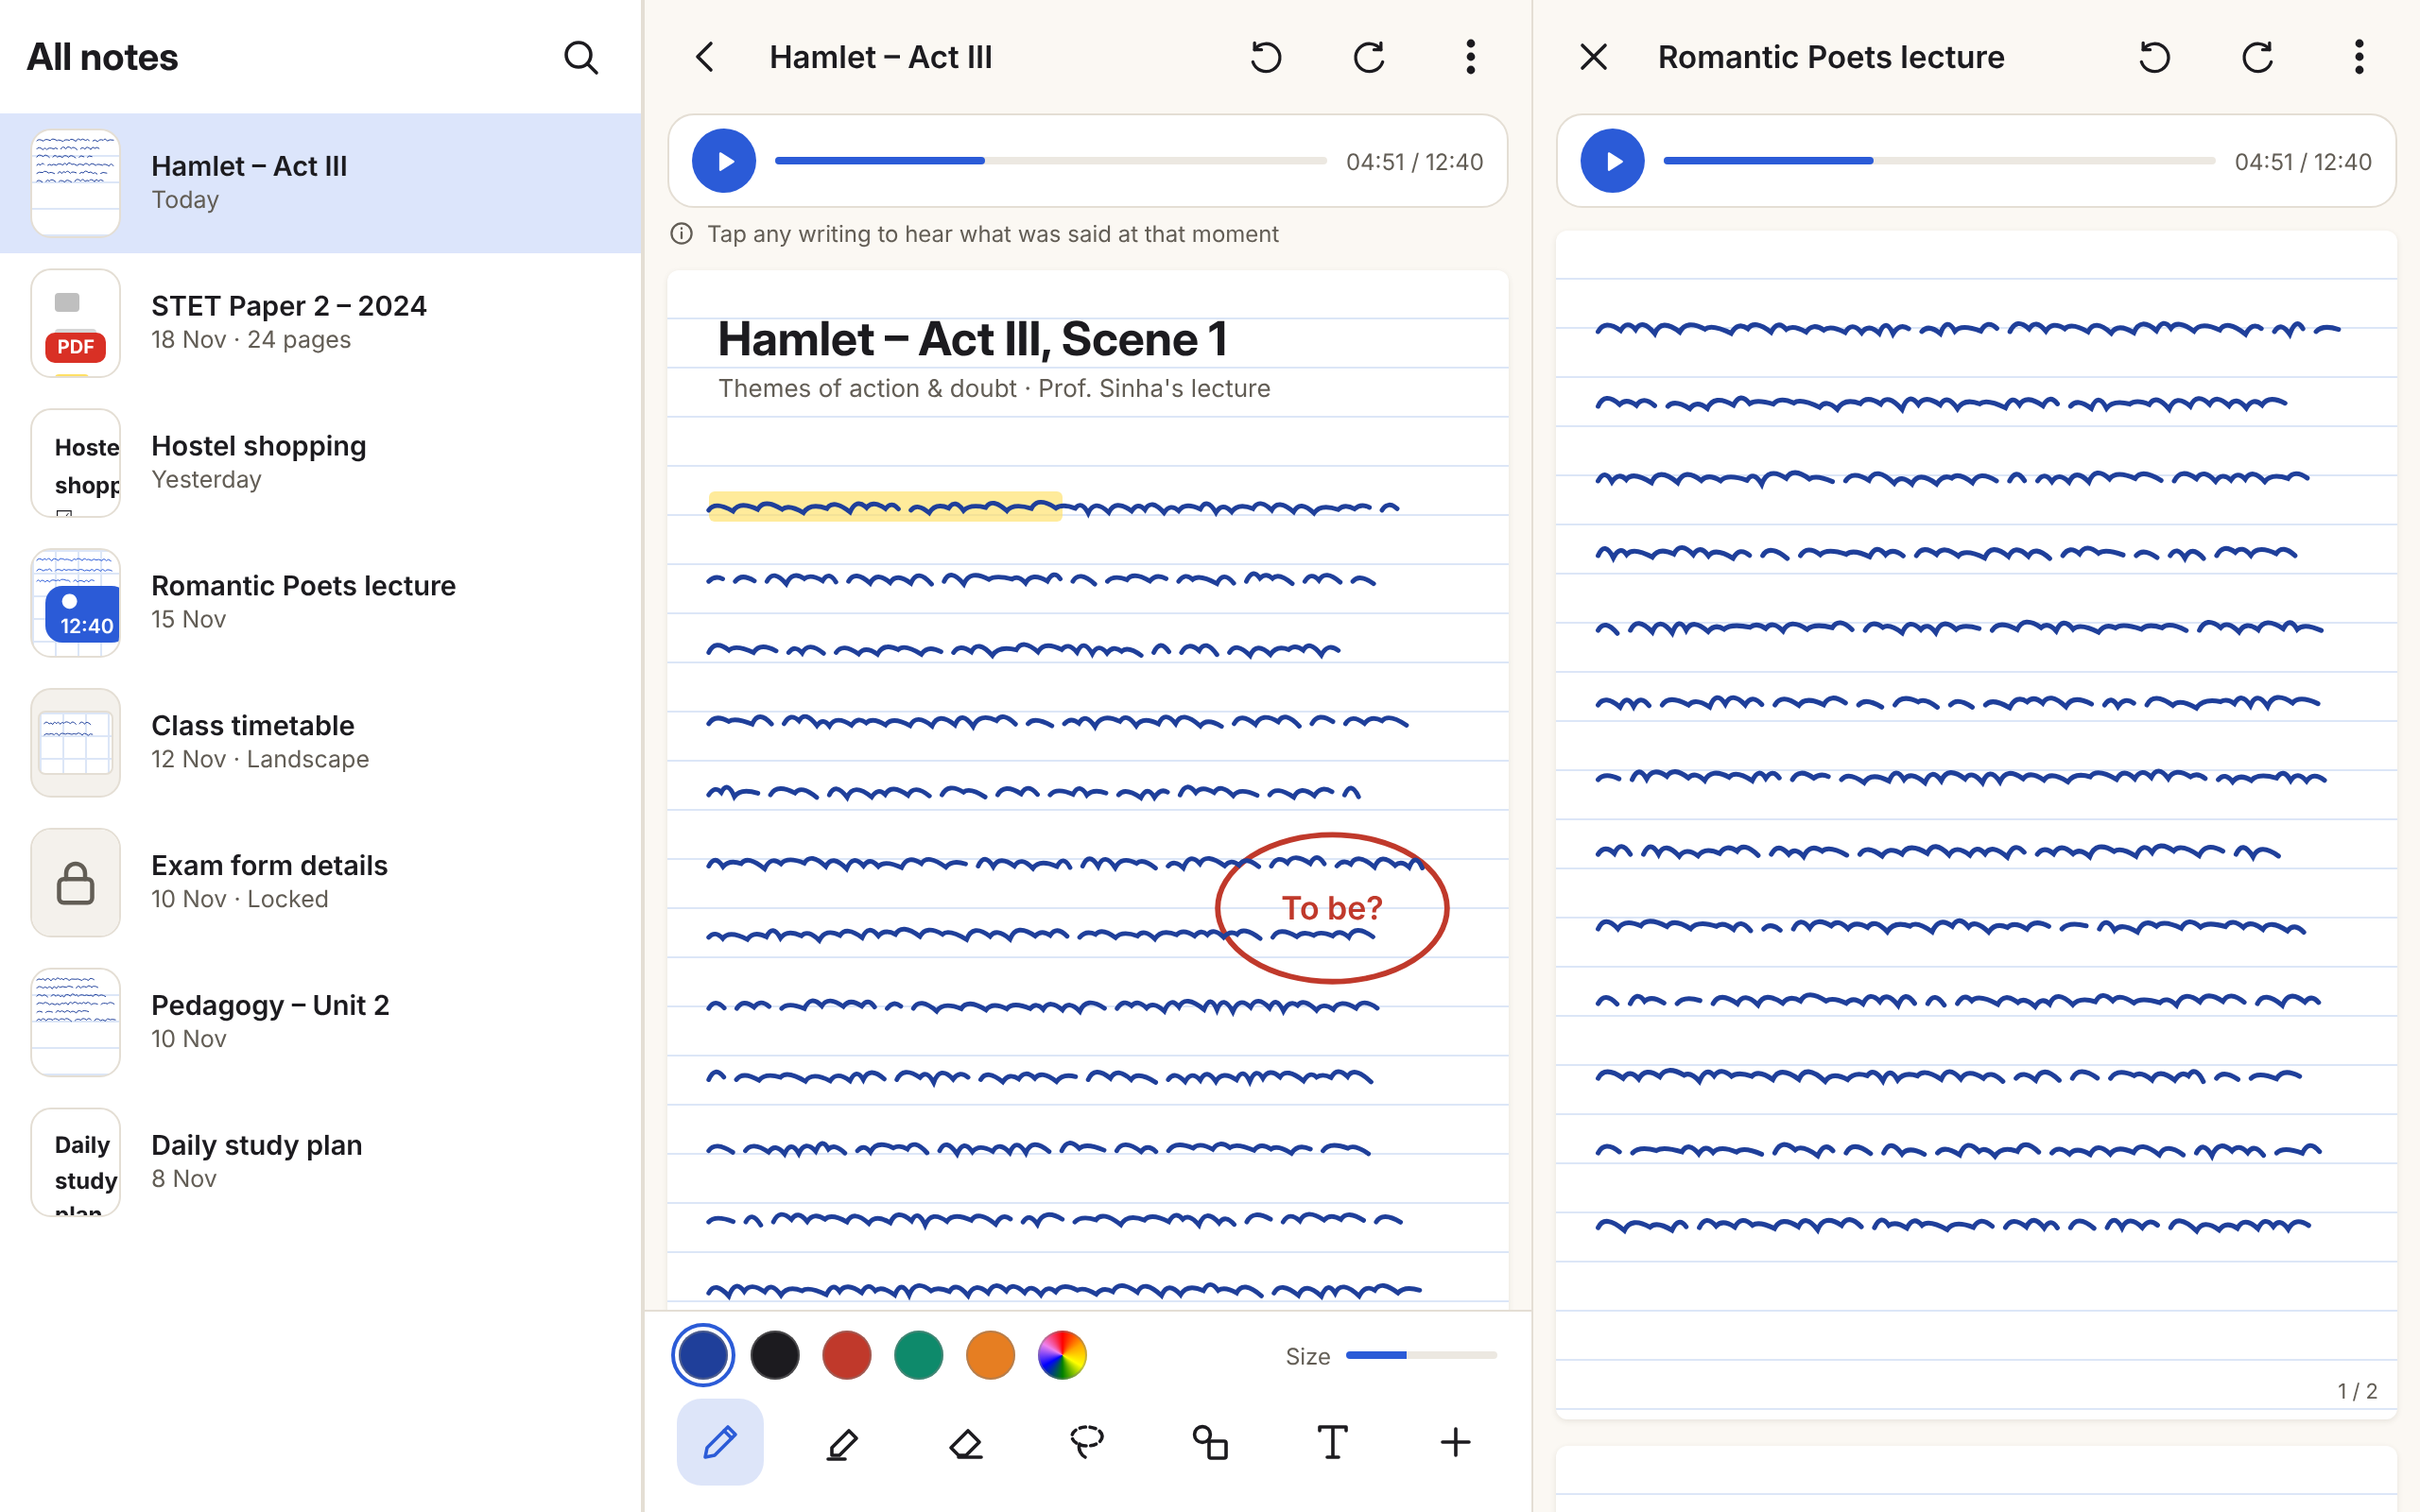 All notes
Hamlet – Act III
Today
PDF
STET Paper 2 – 2024
18 Nov · 24 pages
Hoste
shopp
Hostel shopping
Yesterday
12:40
Romantic Poets lecture
15 Nov
Class timetable
12 Nov · Landscape
Exam form details
10 Nov · Locked
Pedagogy – Unit 2
10 Nov
Daily
study
plan
Daily study plan
8 Nov
Hamlet – Act III
04:51 / 12:40
Tap any writing to hear what was said at that moment
Hamlet – Act III, Scene 1
Themes of action & doubt · Prof. Sinha's lecture
To be?
Size
Romantic Poets lecture
04:51 / 12:40
1 / 2